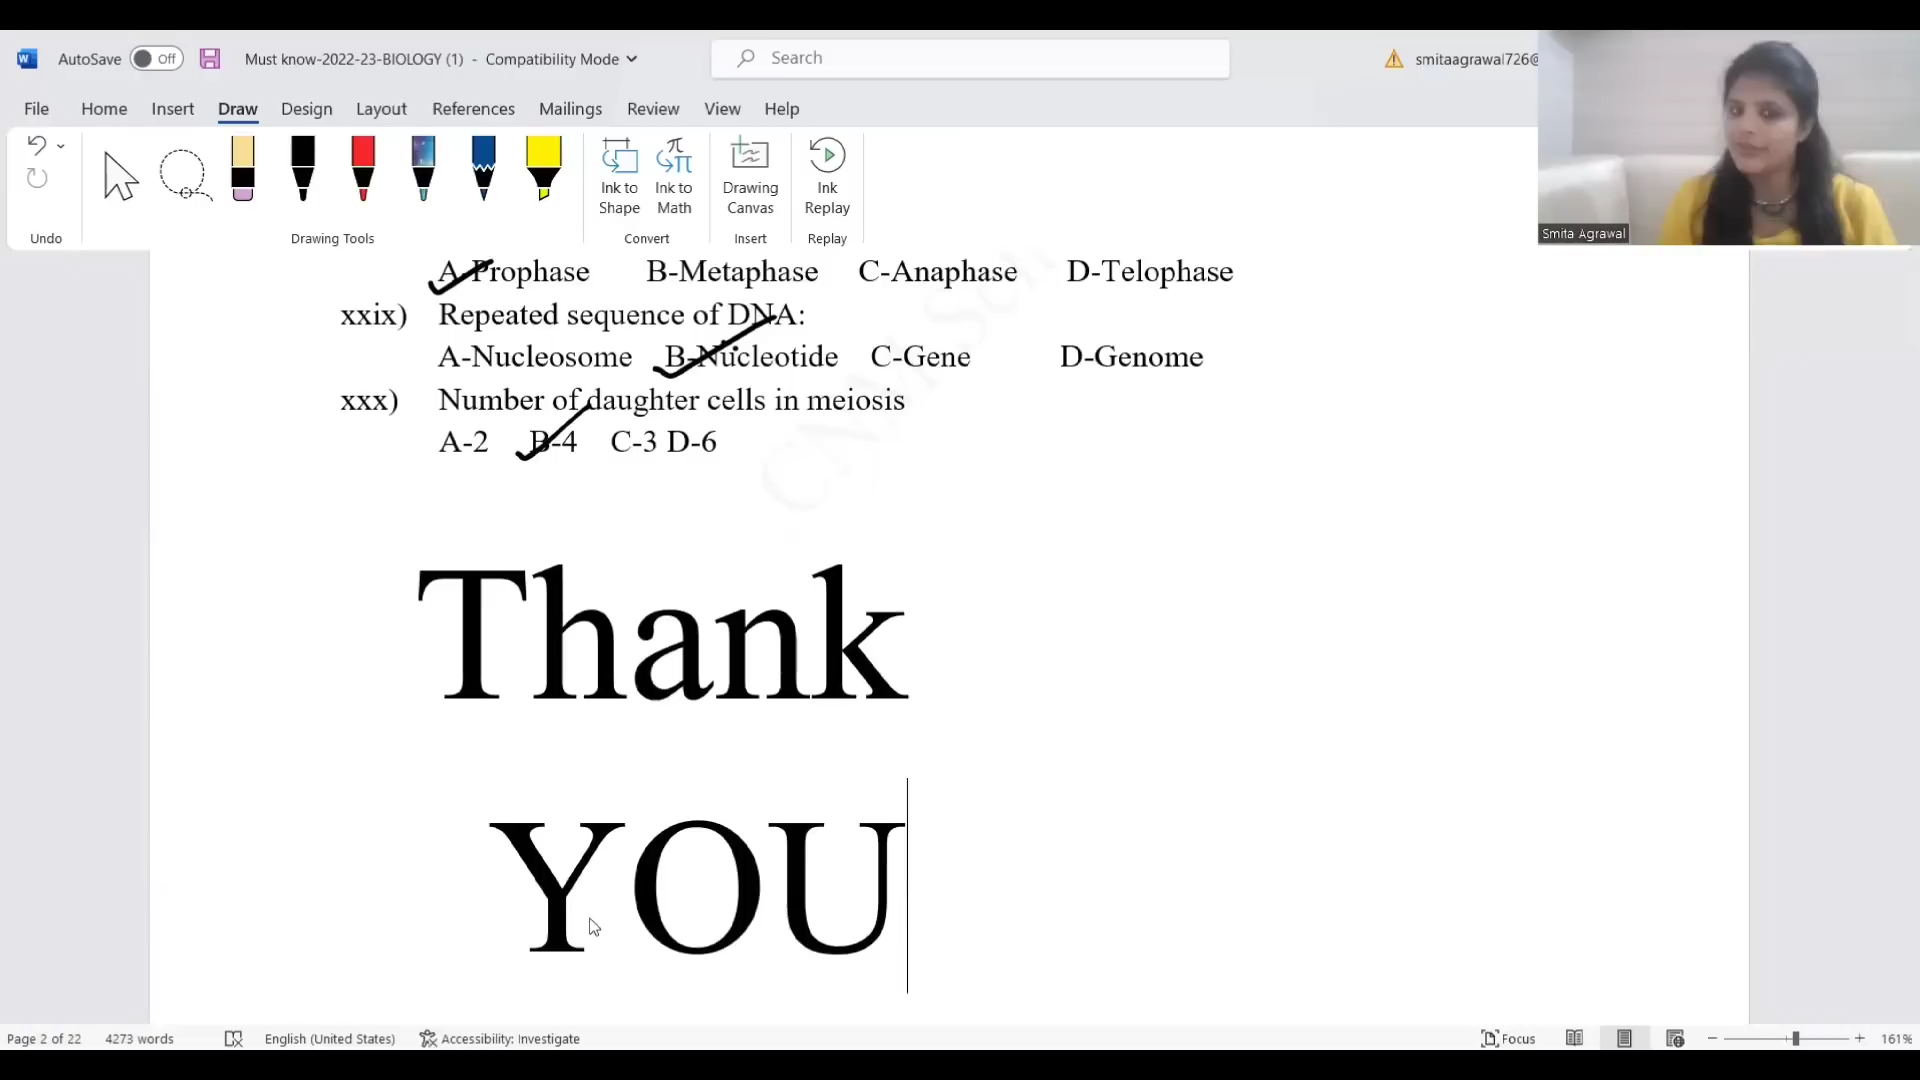 AutoSave Off Must know-2022-23-BIOLOGY (1) - Compatibility Mode Search smitaagrawal726@
File Home Insert Draw Design Layout References Mailings Review View Help
Ink to Shape Ink to Math Drawing Canvas Ink Replay
Undo Drawing Tools Convert Insert Replay
Smita Agrawal
A-Prophase B-Metaphase C-Anaphase D-Telophase
xxix) Repeated sequence of DNA:
A-Nucleosome B-Nucleotide C-Gene D-Genome
xxx) Number of daughter cells in meiosis
A-2 B-4 C-3 D-6
Thank
YOU
Page 2 of 22 4273 words English (United States) Accessibility: Investigate Focus 161%